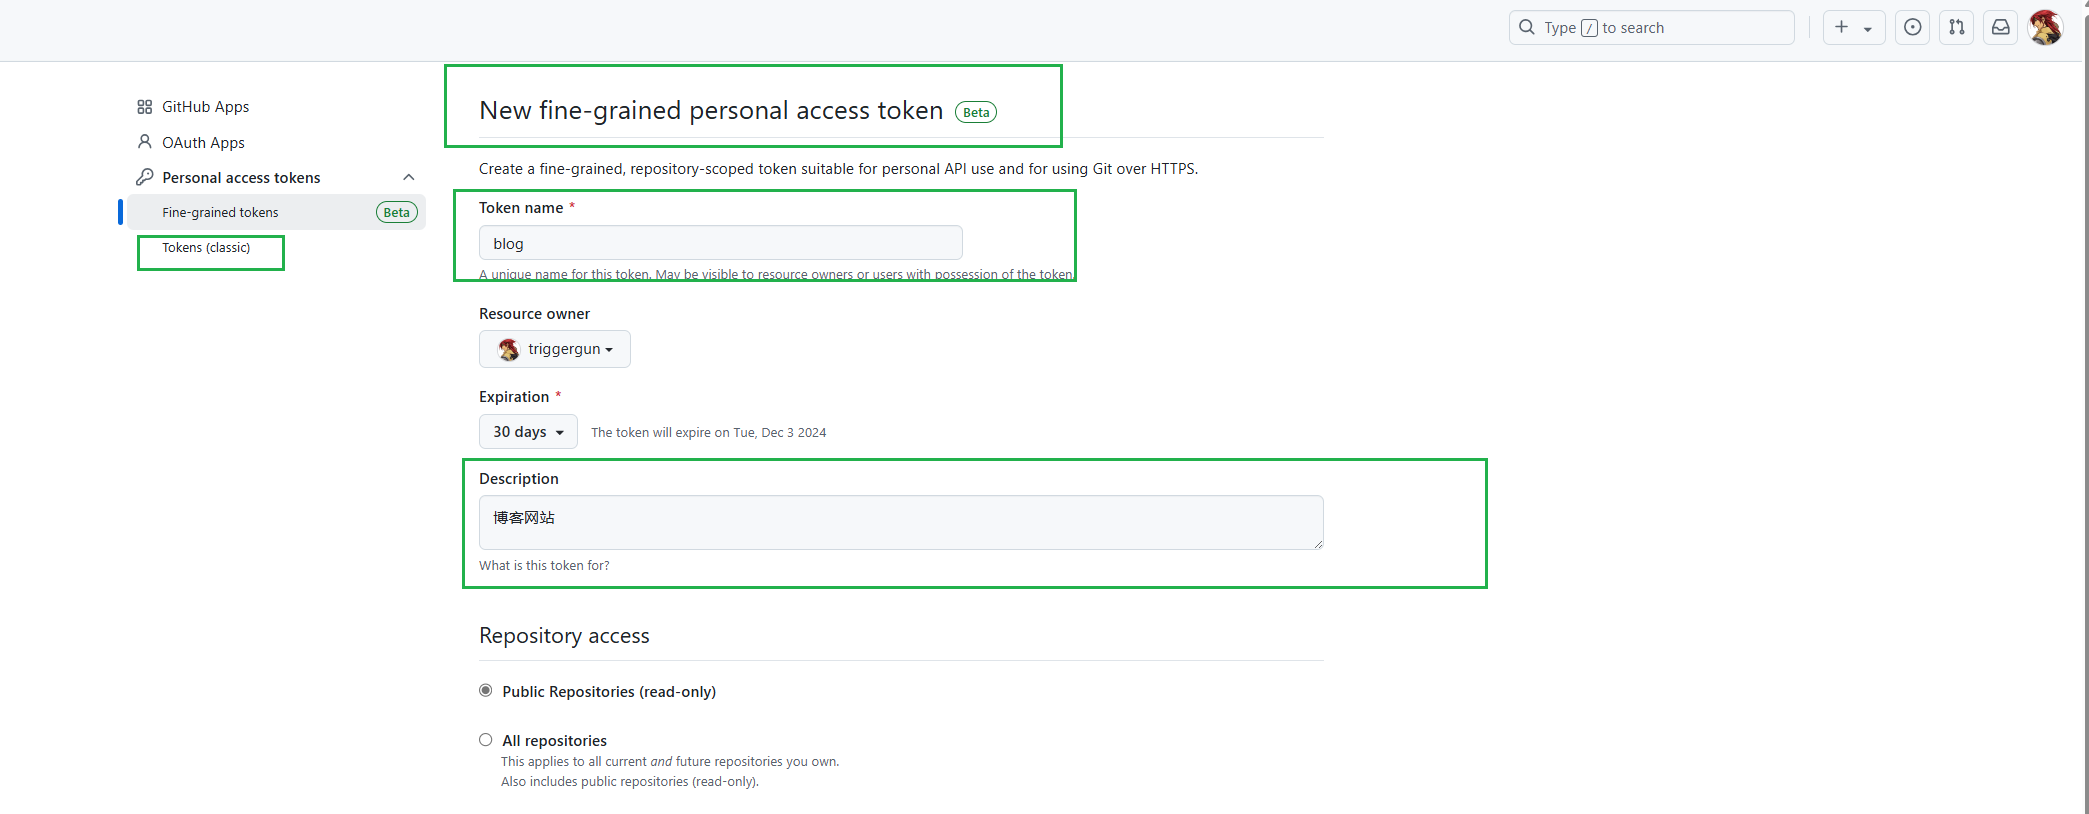 Type / to search
GitHub Apps
OAuth Apps
Personal access tokens
Fine-grained tokens Beta
Tokens (classic)
New fine-grained personal access token Beta
Create a fine-grained, repository-scoped token suitable for personal API use and for using Git over HTTPS.
Token name *
blog
A unique name for this token. May be visible to resource owners or users with possession of the token.
Resource owner
triggergun
Expiration *
30 days The token will expire on Tue, Dec 3 2024
Description
博客网站
What is this token for?
Repository access
Public Repositories (read-only)
All repositories
This applies to all current and future repositories you own.
Also includes public repositories (read-only).